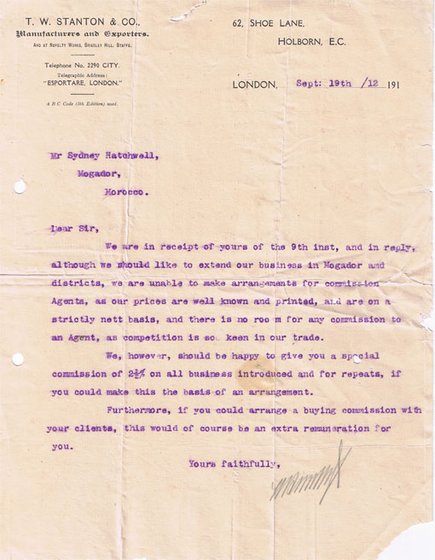 T. W. STANTON & CO.,
Manufacturers and Exporters.
AND AT NOVELTY WORKS, BRADLEY HILL, STAFFS.
Telephone No. 2290 CITY.
Telegraphic Address:
"ESPORTARE, LONDON."
A B C Code (5th Edition) used.
62, SHOE LANE,
HOLBORN, E.C.
LONDON, Sept: 19th /12 191
Mr Sydney Hatchwell,
Mogador,
Morocco.
Dear Sir,
We are in receipt of yours of the 9th inst, and in reply,
although we should like to extend our business in Mogador and
districts, we are unable to make arrangements for commission
Agents, as our prices are well known and printed, and are on a
strictly nett basis, and there is no room for any commission to
an Agent, as competition is so keen in our trade.
We, however, should be happy to give you a special
commission of 2½% on all business introduced and for repeats, if
you could make this the basis of an arrangement.
Furthermore, if you could arrange a buying commission with
your clients, this would of course be an extra remuneration for
you.
Yours faithfully,